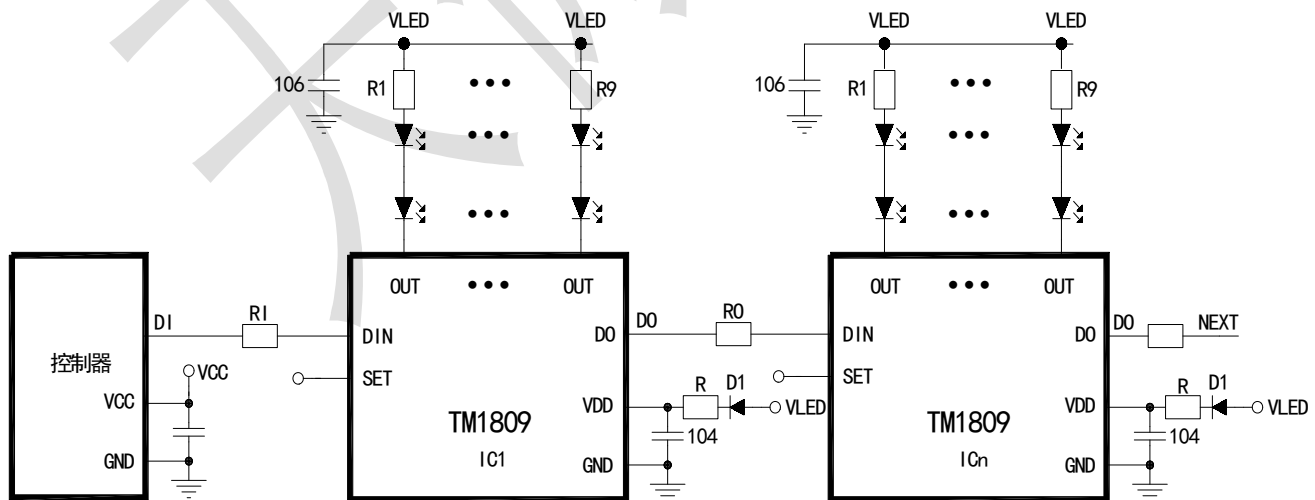 VLED VLED VLED VLED
106 R1 ••• R9 106 R1 ••• R9
•••  •••
•••  •••
OUT ••• OUT OUT ••• OUT
DI RI DIN DO DO RO DIN DO DO NEXT
控制器 VCC SET R D1 SET R D1
VCC VDD VLED VDD VLED
TM1809 104 TM1809 104
GND IC1 GND ICn GND